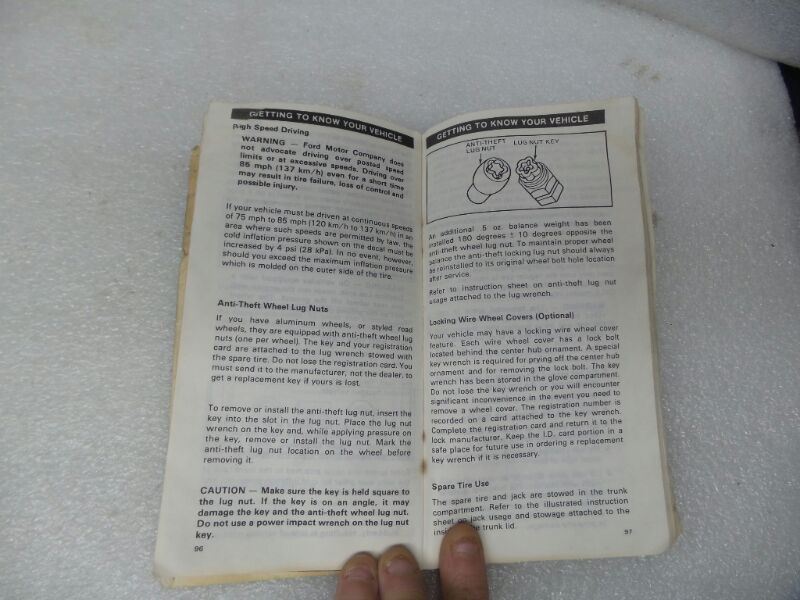 GETTING TO KNOW YOUR VEHICLE
High Speed Driving
WARNING — Ford Motor Company does
not advocate driving over posted speed
limits or at excessive speeds. Driving over
85 mph (137 km/h) even for a short time
may result in tire failure, loss of control and
possible injury.
If your vehicle must be driven at continuous speeds
of 75 mph to 85 mph (120 km/h to 137 km/h) in an
area where such speeds are permitted by law, the
cold inflation pressure shown on the decal must be
increased by 4 psi (28 kPa). In no event, however,
should you exceed the maximum inflation pressure
which is molded on the outer side of the tire.
Anti-Theft Wheel Lug Nuts
If you have aluminum wheels, or styled road
wheels, they are equipped with anti-theft wheel lug
nuts (one per wheel). The key and your registration
card are attached to the lug wrench stowed with
the spare tire. Do not lose the registration card. You
must send it to the manufacturer, not the dealer, to
get a replacement key if yours is lost.
To remove or install the anti-theft lug nut, insert the
key into the slot in the lug nut. Place the lug nut
wrench on the key and, while applying pressure on
the key, remove or install the lug nut. Mark the
anti-theft lug nut location on the wheel before
removing it.
CAUTION — Make sure the key is held square to
the lug nut. If the key is on an angle, it may
damage the key and the anti-theft wheel lug nut.
Do not use a power impact wrench on the lug nut
key.
96
GETTING TO KNOW YOUR VEHICLE
ANTI-THEFT
LUG NUT
LUG NUT KEY
An additional .5 oz. balance weight has been
installed 180 degrees ± 10 degrees opposite the
anti-theft wheel lug nut. To maintain proper wheel
balance the anti-theft locking lug nut should always
be reinstalled to its original wheel bolt hole location
after service.
Refer to instruction sheet on anti-theft lug nut
usage attached to the lug wrench.
Locking Wire Wheel Covers (Optional)
Your vehicle may have a locking wire wheel cover
feature. Each wire wheel cover has a lock bolt
located behind the center hub ornament. A special
key wrench is required for prying off the center hub
ornament and for removing the lock bolt. The key
wrench has been stored in the glove compartment.
Do not lose the key wrench or you will encounter
significant inconvenience in the event you need to
remove a wheel cover. The registration number is
recorded on a card attached to the key wrench.
Complete the registration card and return it to the
lock manufacturer. Keep the I.D. card portion in a
safe place for future use in ordering a replacement
key wrench if it is necessary.
Spare Tire Use
The spare tire and jack are stowed in the trunk
compartment. Refer to the illustrated instruction
sheet on jack usage and stowage attached to the
trunk lid.
97